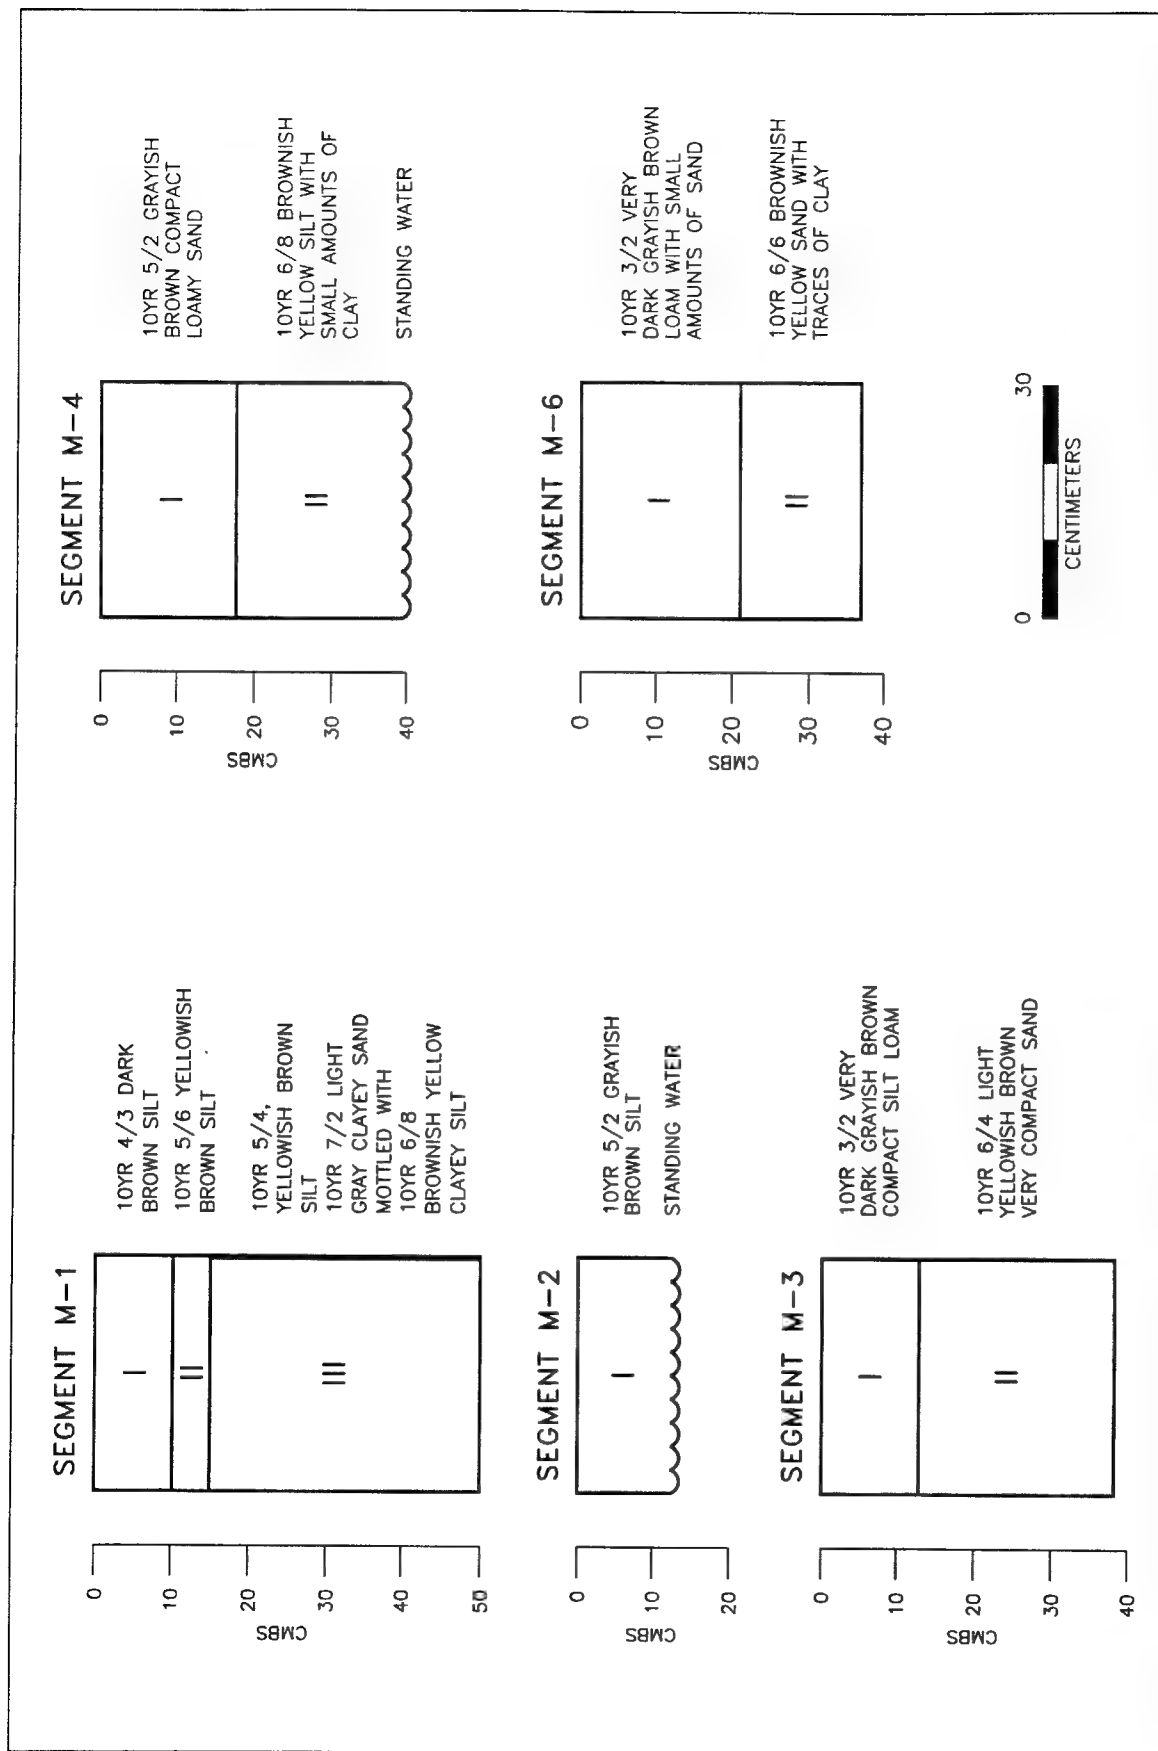 SEGMENT M-1
CMBS
0
10
20
30
40
50
I
II
III
10YR 4/3 DARK
BROWN SILT
10YR 5/6 YELLOWISH
BROWN SILT
10YR 5/4,
YELLOWISH BROWN
SILT
10YR 7/2 LIGHT
GRAY CLAYEY SAND
MOTTLED WITH
10YR 6/8
BROWNISH YELLOW
CLAYEY SILT
SEGMENT M-2
CMBS
0
10
20
I
10YR 5/2 GRAYISH
BROWN SILT
STANDING WATER
SEGMENT M-3
CMBS
0
10
20
30
40
I
II
10YR 3/2 VERY
DARK GRAYISH BROWN
COMPACT SILT LOAM
10YR 6/4 LIGHT
YELLOWISH BROWN
VERY COMPACT SAND
SEGMENT M-4
CMBS
0
10
20
30
40
I
II
10YR 5/2 GRAYISH
BROWN COMPACT
LOAMY SAND
10YR 6/8 BROWNISH
YELLOW SILT WITH
SMALL AMOUNTS OF
CLAY
STANDING WATER
SEGMENT M-6
CMBS
0
10
20
30
40
I
II
10YR 3/2 VERY
DARK GRAYISH BROWN
LOAM WITH SMALL
AMOUNTS OF SAND
10YR 6/6 BROWNISH
YELLOW SAND WITH
TRACES OF CLAY
0 30
CENTIMETERS